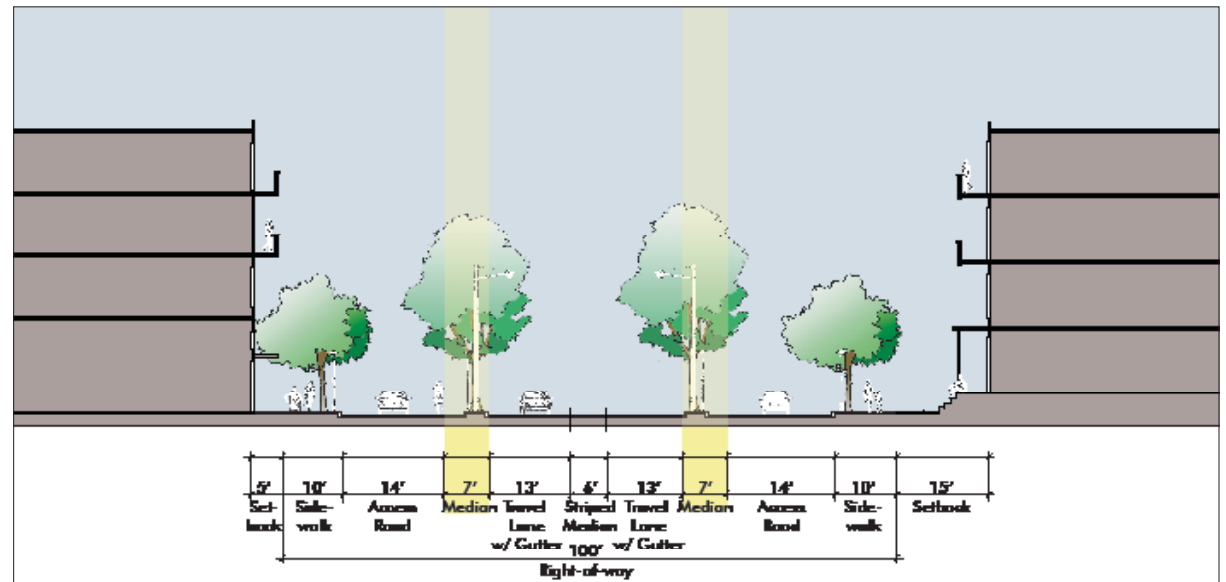 5' 10' 14' 7' 13' 6' 13' 7' 14' 10' 15'
Set- Side- Access Median Travel Striped Travel Median Access Side- Setback
back walk Road Lane Median Lane Road walk
w/ Gutter w/ Gutter
100'
Right-of-way